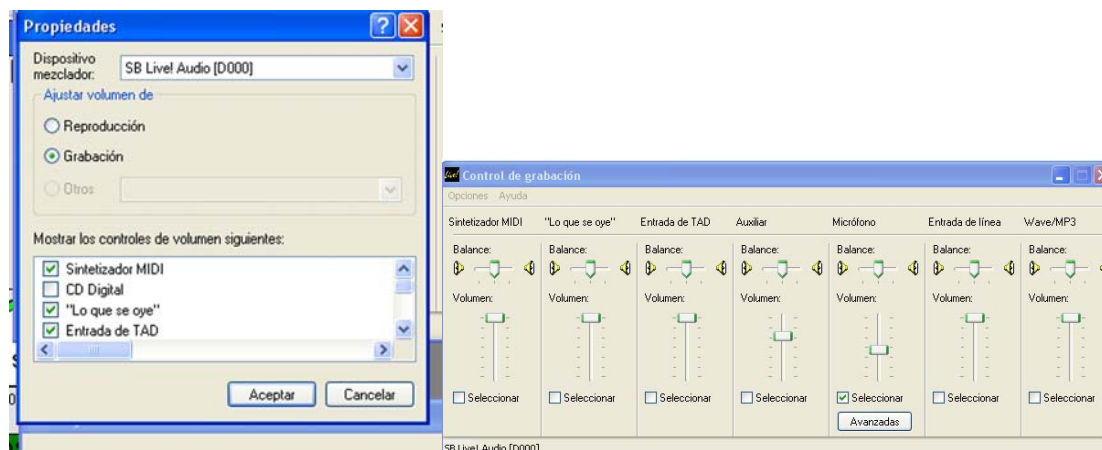 Propiedades
Dispositivo
mezclador:
SB Live! Audio [D000]
Ajustar volumen de
Reproducción
Grabación
Otros
Mostrar los controles de volumen siguientes:
Sintetizador MIDI
CD Digital
"Lo que se oye"
Entrada de TAD
Aceptar Cancelar
Live! Control de grabación
Opciones Ayuda
Sintetizador MIDI "Lo que se oye" Entrada de TAD Auxiliar Micrófono Entrada de línea Wave/MP3
Balance: Balance: Balance: Balance: Balance: Balance: Balance:
Volumen: Volumen: Volumen: Volumen: Volumen: Volumen: Volumen:
Seleccionar Seleccionar Seleccionar Seleccionar Seleccionar Seleccionar Seleccionar
Avanzadas
SB Live! Audio [D000]